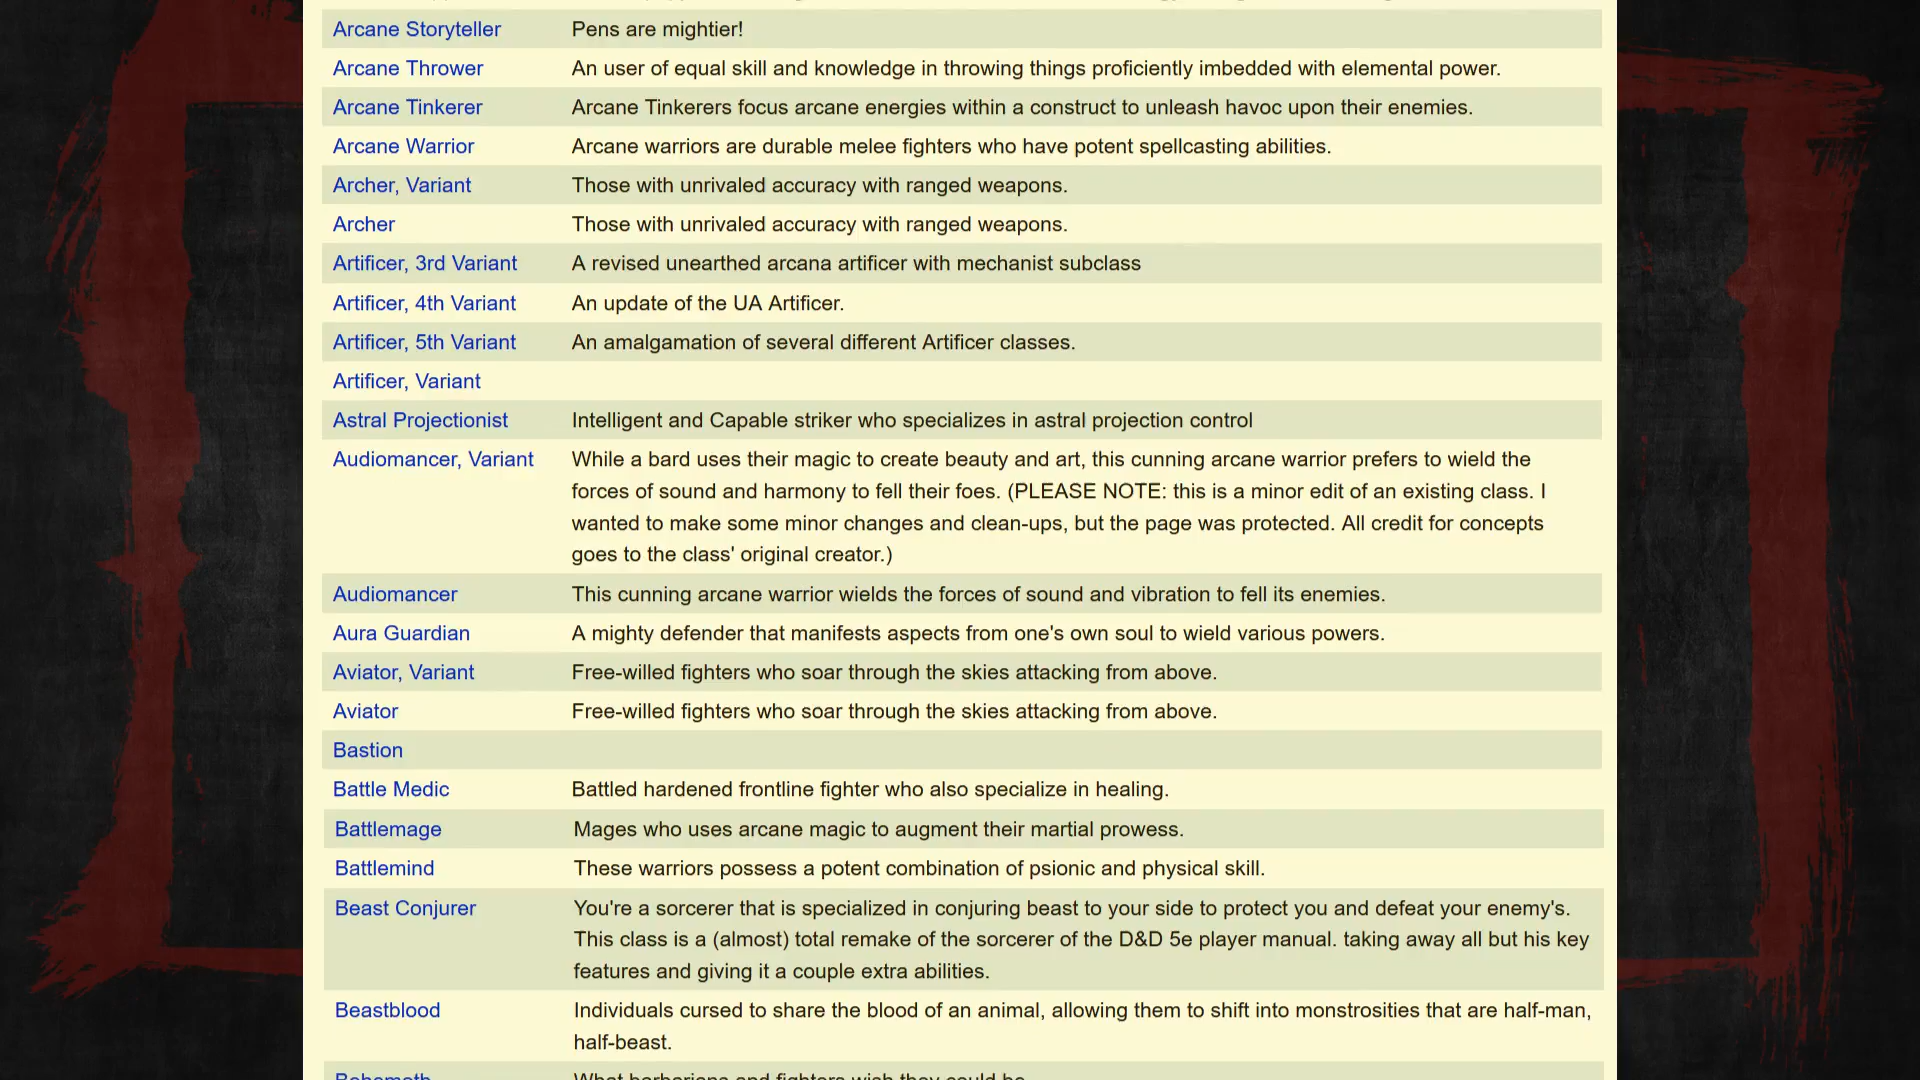 Arcane Storyteller Pens are mightier!
Arcane Thrower An user of equal skill and knowledge in throwing things proficiently imbedded with elemental power.
Arcane Tinkerer Arcane Tinkerers focus arcane energies within a construct to unleash havoc upon their enemies.
Arcane Warrior Arcane warriors are durable melee fighters who have potent spellcasting abilities.
Archer, Variant Those with unrivaled accuracy with ranged weapons.
Archer Those with unrivaled accuracy with ranged weapons.
Artificer, 3rd Variant A revised unearthed arcana artificer with mechanist subclass
Artificer, 4th Variant An update of the UA Artificer.
Artificer, 5th Variant An amalgamation of several different Artificer classes.
Artificer, Variant
Astral Projectionist Intelligent and Capable striker who specializes in astral projection control
Audiomancer, Variant While a bard uses their magic to create beauty and art, this cunning arcane warrior prefers to wield the
forces of sound and harmony to fell their foes. (PLEASE NOTE: this is a minor edit of an existing class. I
wanted to make some minor changes and clean-ups, but the page was protected. All credit for concepts
goes to the class' original creator.)
Audiomancer This cunning arcane warrior wields the forces of sound and vibration to fell its enemies.
Aura Guardian A mighty defender that manifests aspects from one's own soul to wield various powers.
Aviator, Variant Free-willed fighters who soar through the skies attacking from above.
Aviator Free-willed fighters who soar through the skies attacking from above.
Bastion
Battle Medic Battled hardened frontline fighter who also specialize in healing.
Battlemage Mages who uses arcane magic to augment their martial prowess.
Battlemind These warriors possess a potent combination of psionic and physical skill.
Beast Conjurer You're a sorcerer that is specialized in conjuring beast to your side to protect you and defeat your enemy's.
This class is a (almost) total remake of the sorcerer of the D&D 5e player manual. taking away all but his key
features and giving it a couple extra abilities.
Beastblood Individuals cursed to share the blood of an animal, allowing them to shift into monstrosities that are half-man,
half-beast.
Behemoth What barbarians and fighters wish they could be